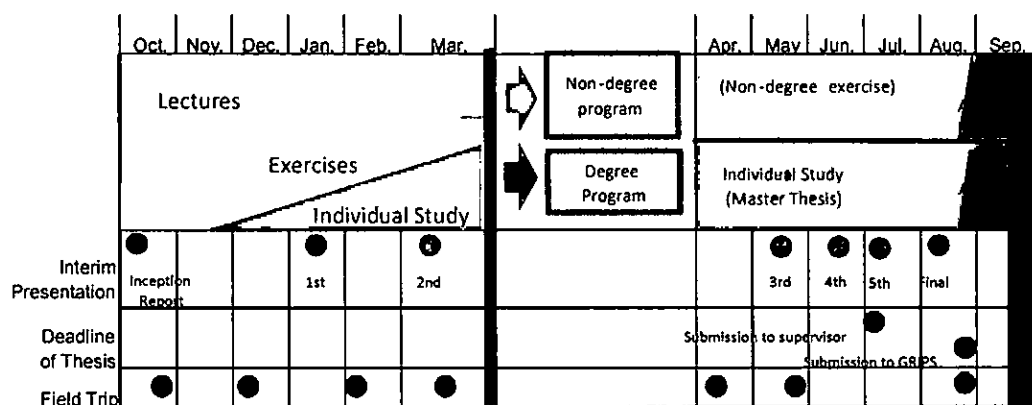 Oct. Nov. Dec. Jan. Feb. Mar. Apr. May Jun. Jul. Aug. Sep.
Lectures
Non-degree
program
(Non-degree exercise)
Exercises
Individual Study
Degree
Program
Individual Study
(Master Thesis)
Interim
Presentation
Inception
Report
1st
2nd
3rd
4th
5th
Final
Deadline
of Thesis
Submission to supervisor
Submission to GRIPS
Field Trip